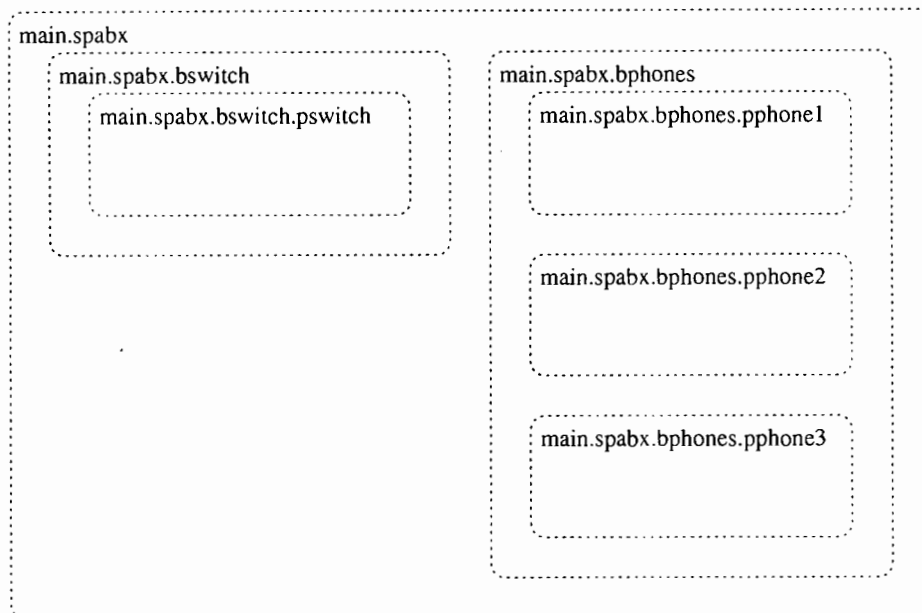 main.spabx
main.spabx.bswitch
main.spabx.bswitch.pswitch
main.spabx.bphones
main.spabx.bphones.pphone1
main.spabx.bphones.pphone2
main.spabx.bphones.pphone3